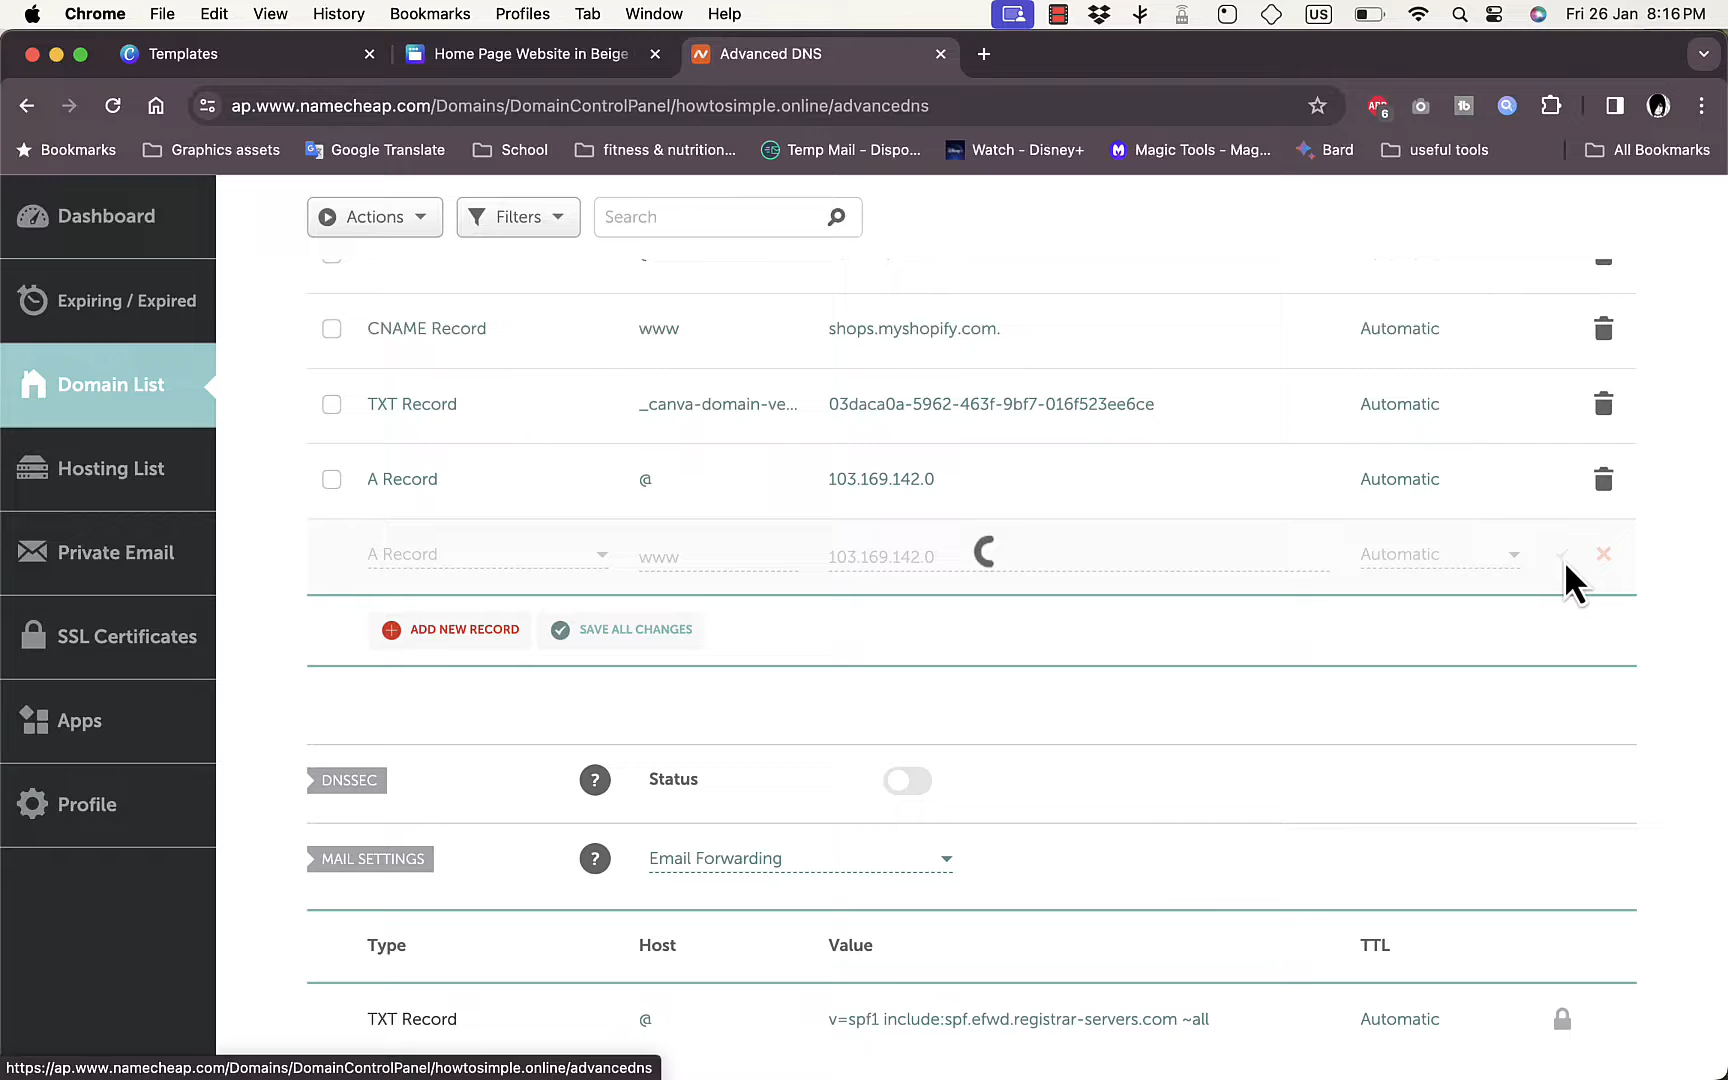 Chrome File Edit View History Bookmarks Profiles Tab Window Help US Fri 26 Jan 8:16 PM
Templates Home Page Website in Beige Advanced DNS
ap.www.namecheap.com/Domains/DomainControlPanel/howtosimple.online/advancedns ABP 6 tb
Bookmarks Graphics assets Google Translate School fitness & nutrition... Temp Mail - Dispo... Watch - Disney+ Magic Tools - Mag... Bard useful tools All Bookmarks
Dashboard
Expiring / Expired
Domain List
Hosting List
Private Email
SSL Certificates
Apps
Profile
Actions Filters Search
CNAME Record www shops.myshopify.com. Automatic
TXT Record _canva-domain-ve... 03daca0a-5962-463f-9bf7-016f523ee6ce Automatic
A Record @ 103.169.142.0 Automatic
A Record www 103.169.142.0 Automatic
ADD NEW RECORD SAVE ALL CHANGES
DNSSEC ? Status
MAIL SETTINGS ? Email Forwarding
Type Host Value TTL
TXT Record @ v=spf1 include:spf.efwd.registrar-servers.com ~all Automatic
https://ap.www.namecheap.com/Domains/DomainControlPanel/howtosimple.online/advancedns